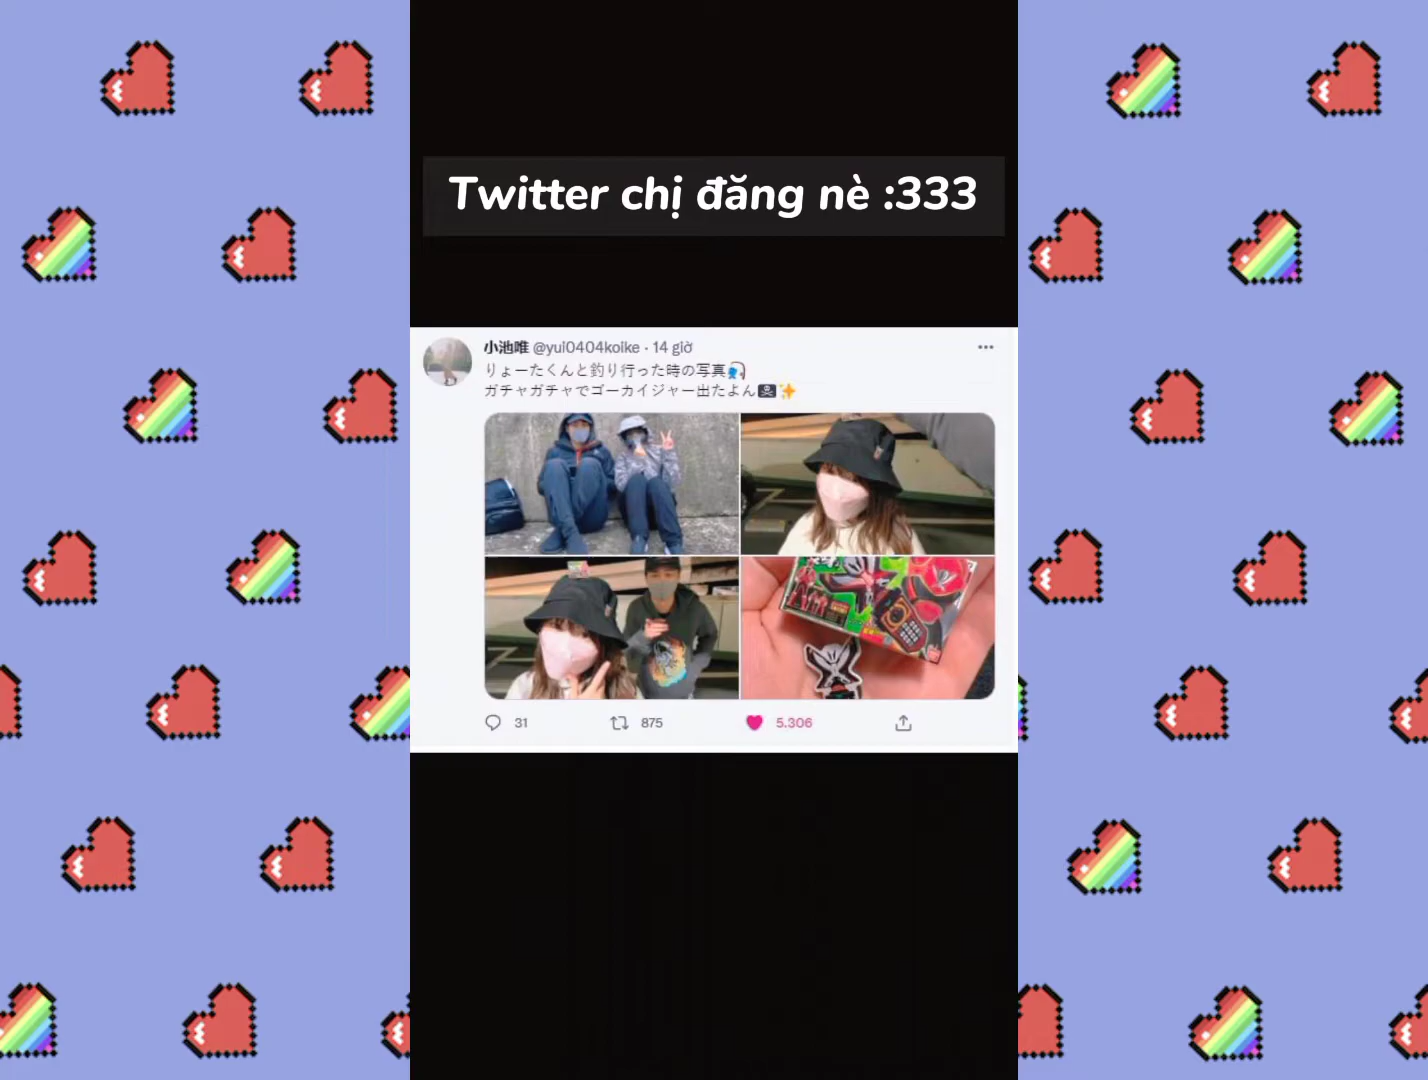 Twitter chị đăng nè :333
小池唯 @yui0404koike · 14 giờ
りょーたくんと釣り行った時の写真🎣
ガチャガチャでゴーカイジャー出たよん🏴‍☠️✨
31 875 5.306